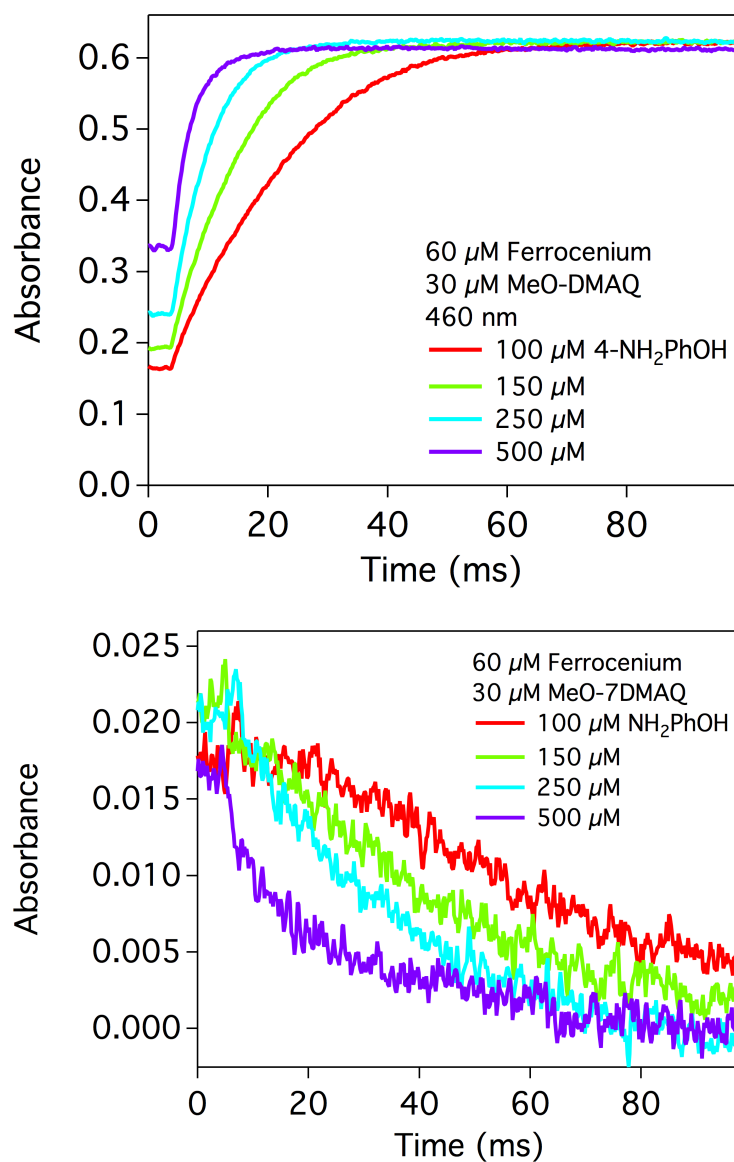 0.6
0.5
0.4
0.3
0.2
0.1
0.0
Absorbance
60 µM Ferrocenium
30 µM MeO-DMAQ
460 nm
100 µM 4-NH₂PhOH
150 µM
250 µM
500 µM
0 20 40 60 80
Time (ms)
0.025
0.020
0.015
0.010
0.005
0.000
Absorbance
60 µM Ferrocenium
30 µM MeO-7DMAQ
100 µM NH₂PhOH
150 µM
250 µM
500 µM
0 20 40 60 80
Time (ms)